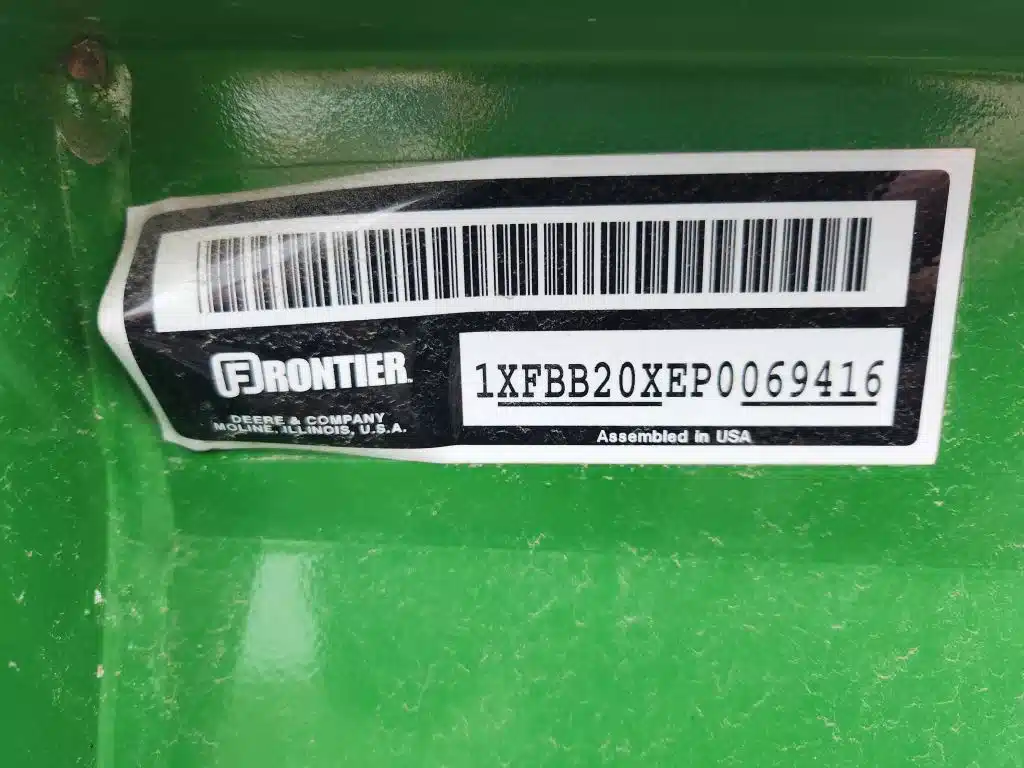 1XFBB20XEP0069416
FRONTIER
DEERE & COMPANY
MOLINE, ILLINOIS, U.S.A.
Assembled in USA